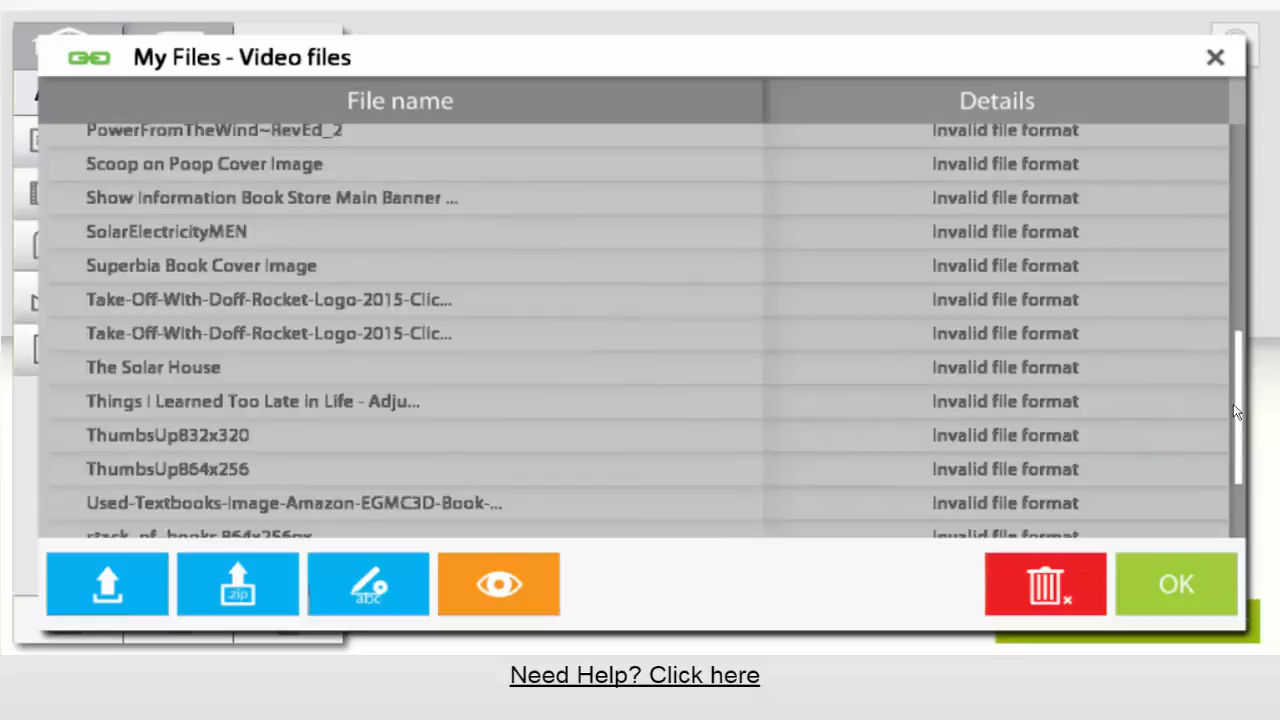 My Files - Video files
File name Details
PowerFromTheWind~RevEd_2 Invalid file format
Scoop on Poop Cover Image Invalid file format
Show Information Book Store Main Banner ... Invalid file format
SolarElectricityMEN Invalid file format
Superbia Book Cover Image Invalid file format
Take-Off-With-Doff-Rocket-Logo-2015-Clic... Invalid file format
Take-Off-With-Doff-Rocket-Logo-2015-Clic... Invalid file format
The Solar House Invalid file format
Things I Learned Too Late in Life - Adju... Invalid file format
ThumbsUp832x320 Invalid file format
ThumbsUp864x256 Invalid file format
Used-Textbooks-Image-Amazon-EGMC3D-Book-... Invalid file format
stack_of_books 864x256px Invalid file format
.zip abc OK
Need Help? Click here